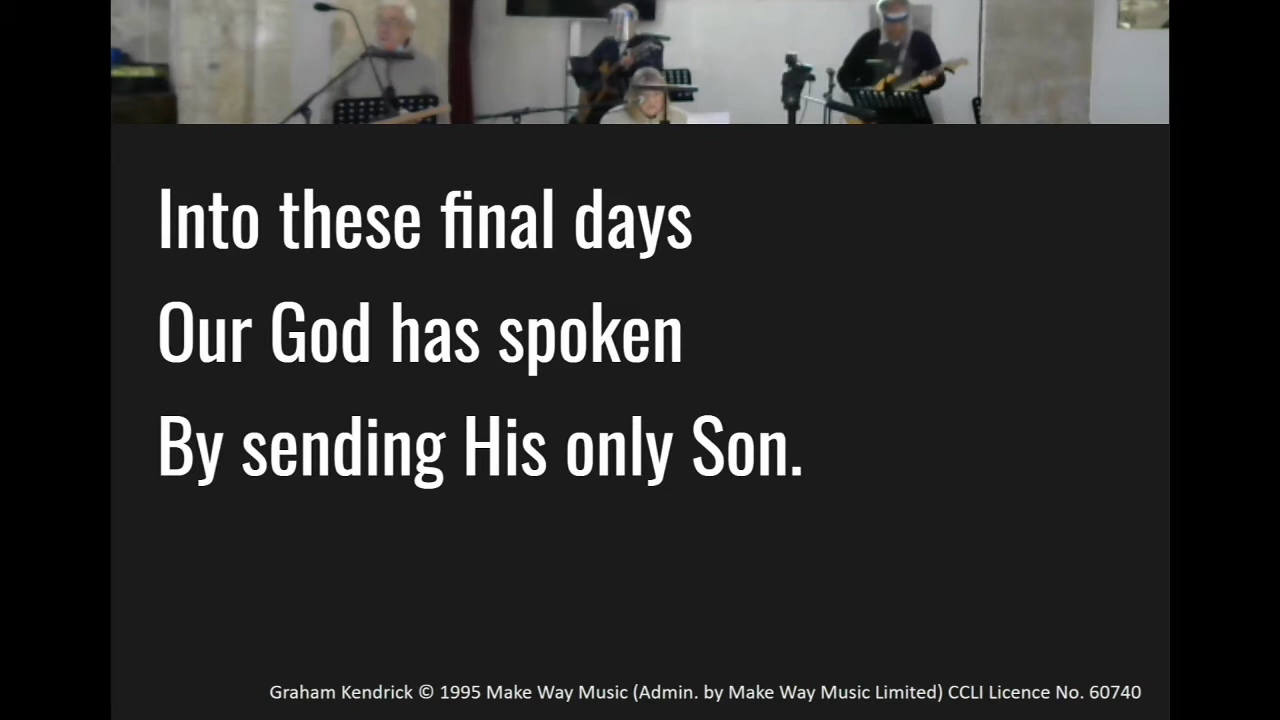 Into these final days
Our God has spoken
By sending His only Son.
Graham Kendrick © 1995 Make Way Music (Admin. by Make Way Music Limited) CCLI Licence No. 60740